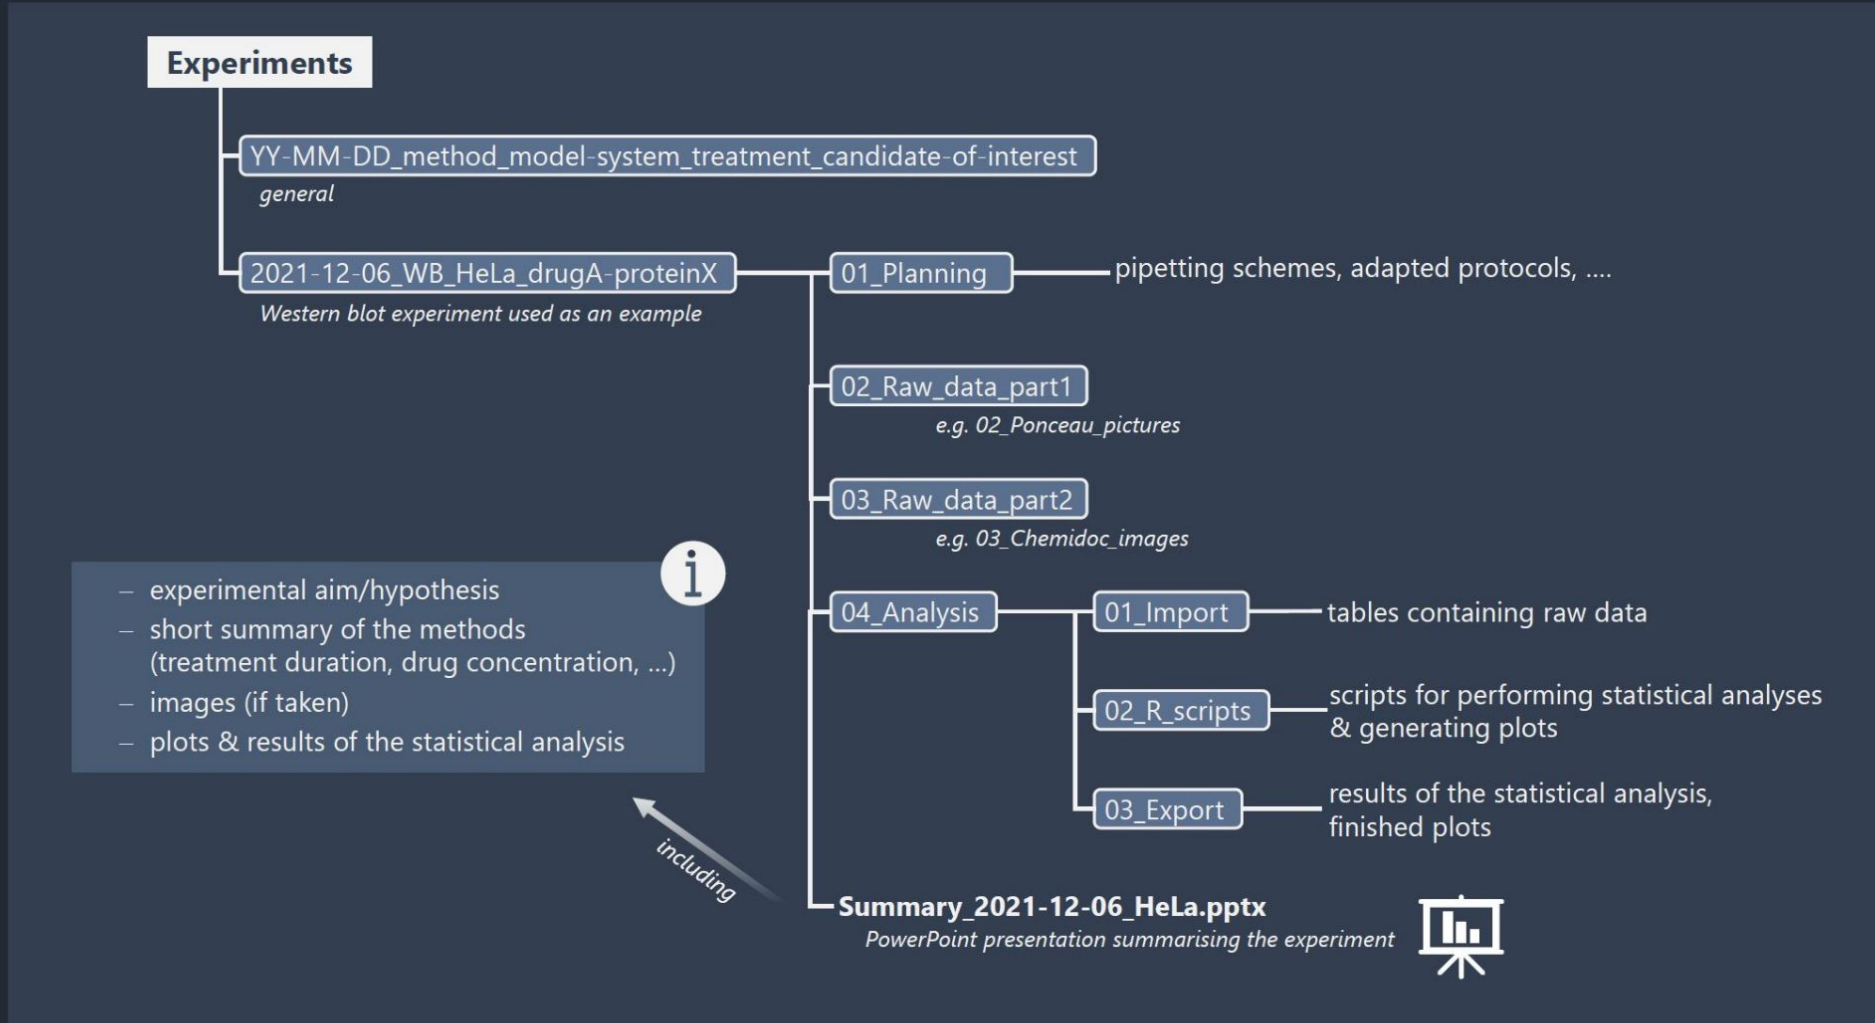 Experiments
YY-MM-DD_method_model-system_treatment_candidate-of-interest
general
2021-12-06_WB_HeLa_drugA-proteinX
Western blot experiment used as an example
01_Planning
pipetting schemes, adapted protocols, ....
02_Raw_data_part1
e.g. 02_Ponceau_pictures
03_Raw_data_part2
e.g. 03_Chemidoc_images
04_Analysis
01_Import
tables containing raw data
02_R_scripts
scripts for performing statistical analyses
& generating plots
03_Export
results of the statistical analysis,
finished plots
Summary_2021-12-06_HeLa.pptx
PowerPoint presentation summarising the experiment
including
i
– experimental aim/hypothesis
– short summary of the methods
(treatment duration, drug concentration, ...)
– images (if taken)
– plots & results of the statistical analysis